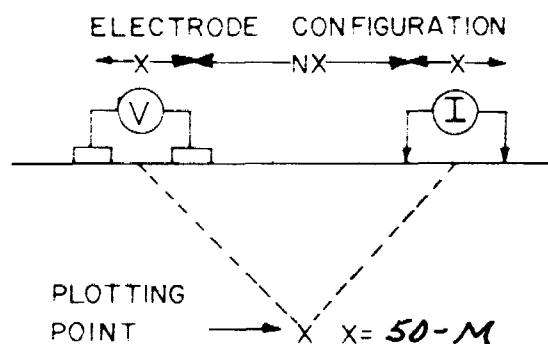 ELECTRODE CONFIGURATION
X NX X
V I
PLOTTING
POINT X X= 50-M